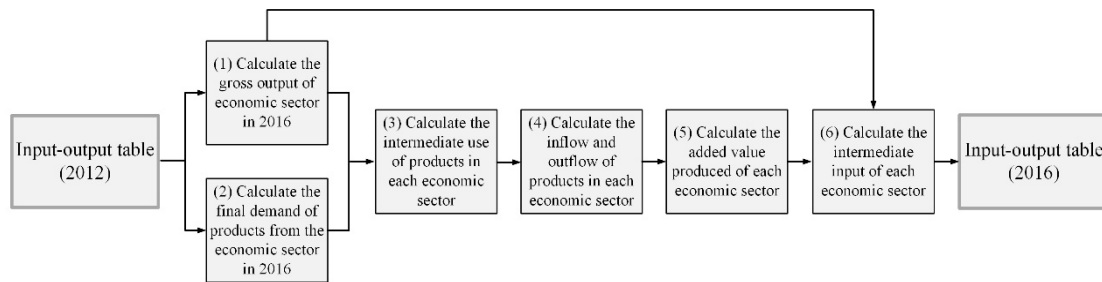 Input-output table
(2012)
(1) Calculate the
gross output of
economic sector
in 2016
(2) Calculate the
final demand of
products from the
economic sector
in 2016
(3) Calculate the
intermediate use
of products in
each economic
sector
(4) Calculate the
inflow and
outflow of
products in each
economic sector
(5) Calculate the
added value
produced of each
economic sector
(6) Calculate the
intermediate
input of each
economic sector
Input-output table
(2016)